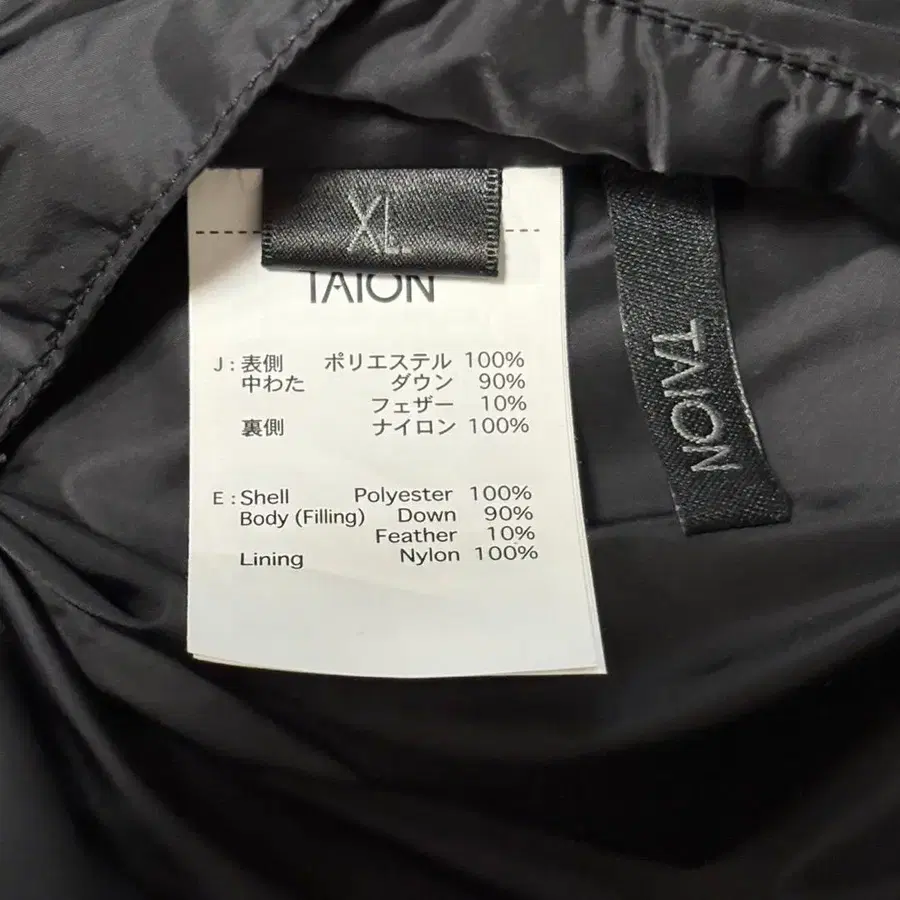 XL
TAION
J : 表側 ポリエステル 100%
中わた ダウン 90%
フェザー 10%
裏側 ナイロン 100%
E : Shell Polyester 100%
Body (Filling) Down 90%
Feather 10%
Lining Nylon 100%
TAION